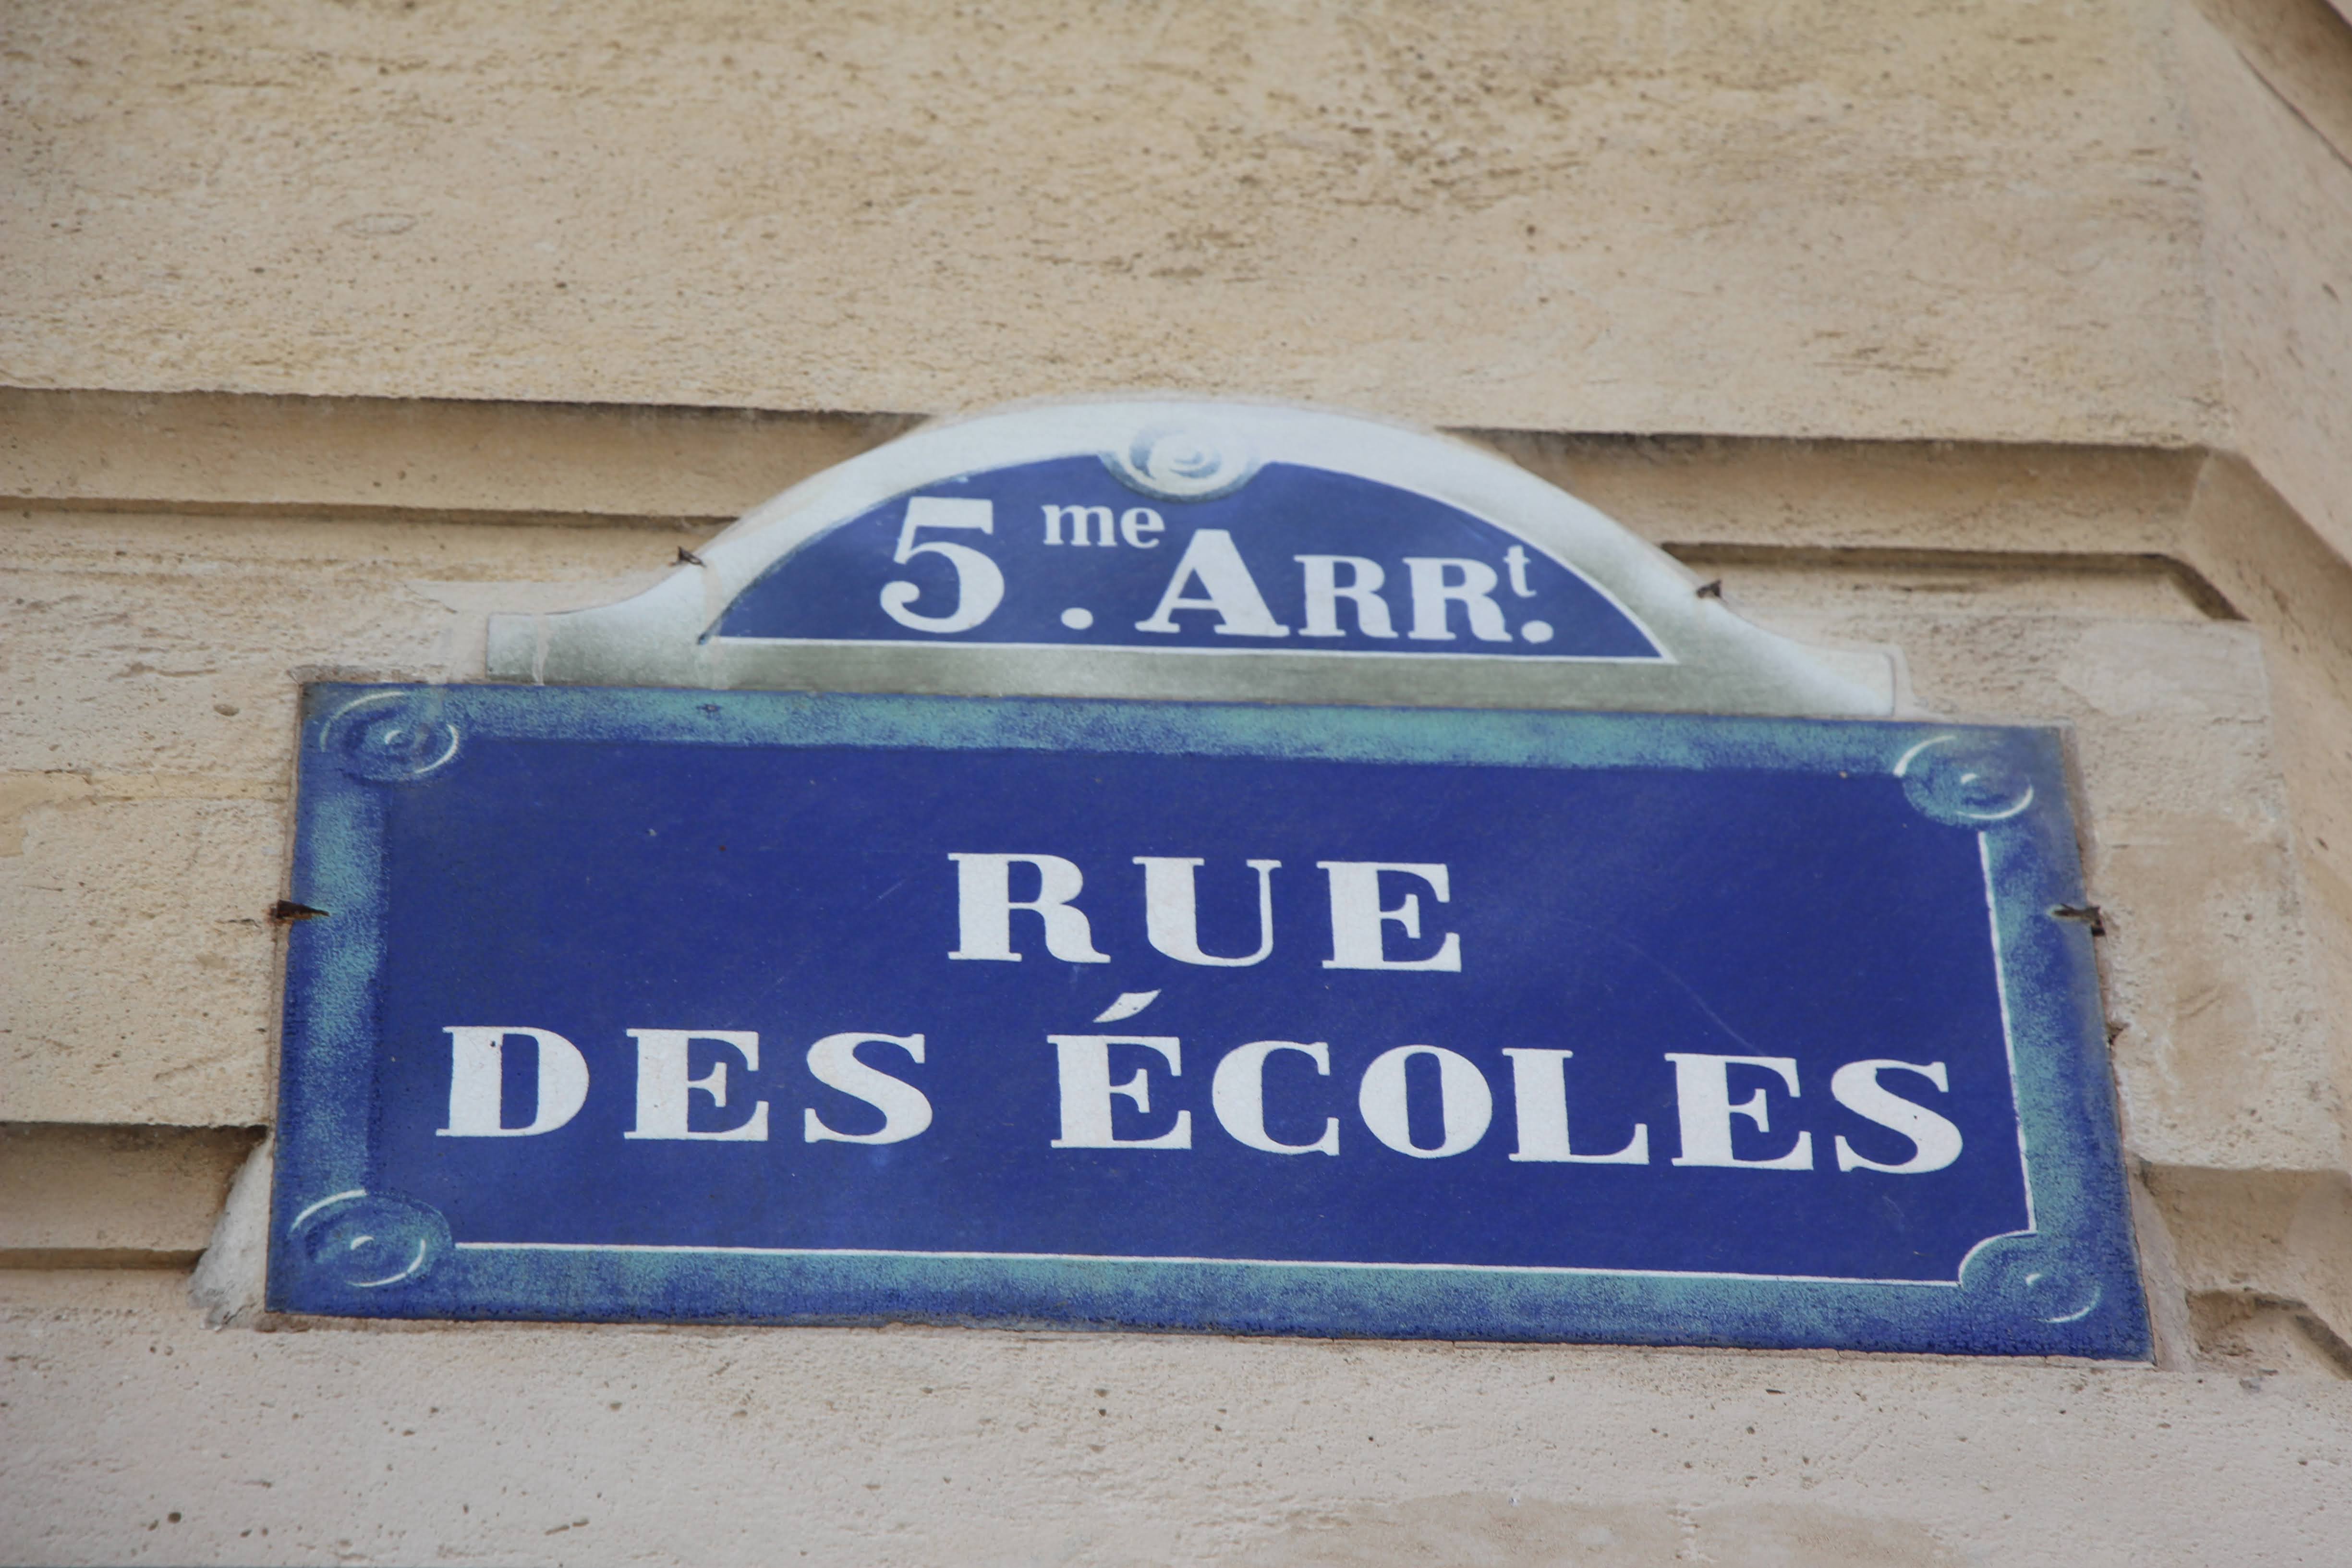 5me. ARRt.
RUE
DES ÉCOLES